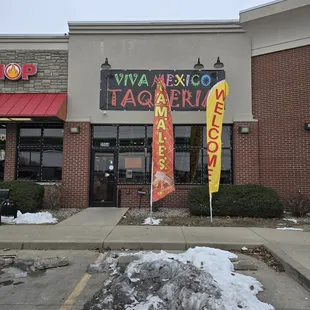 OP
VIVA MEXICO
TAQUERIA
TAMALES
WELCOME